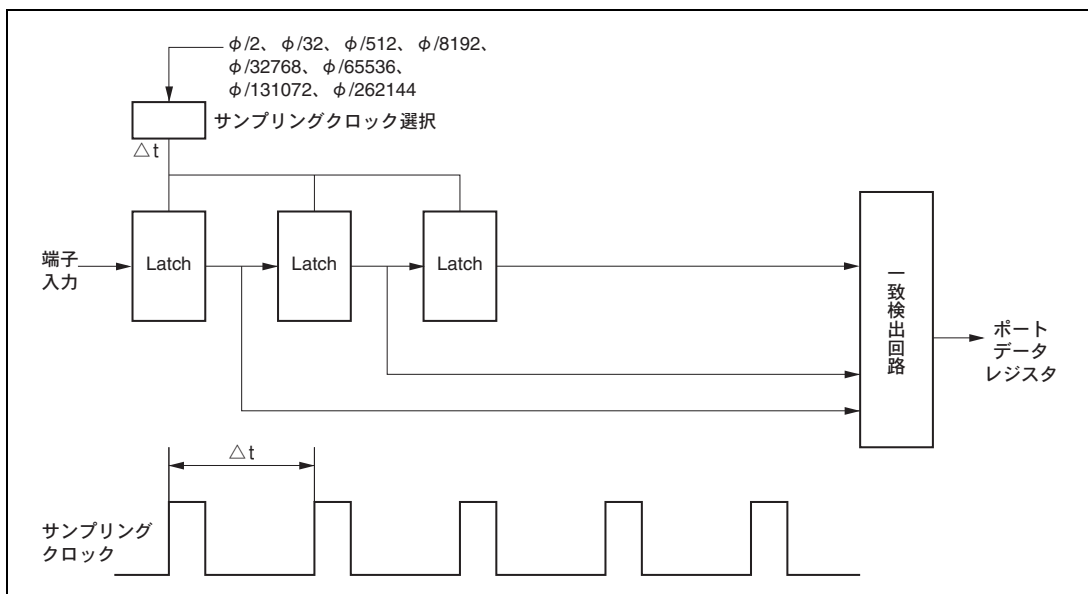 φ/2、φ/32、φ/512、φ/8192、
φ/32768、φ/65536、
φ/131072、φ/262144
サンプリングクロック選択
△t
端子
入力
Latch
Latch
Latch
一致検出回路
ポート
データ
レジスタ
△t
サンプリング
クロック